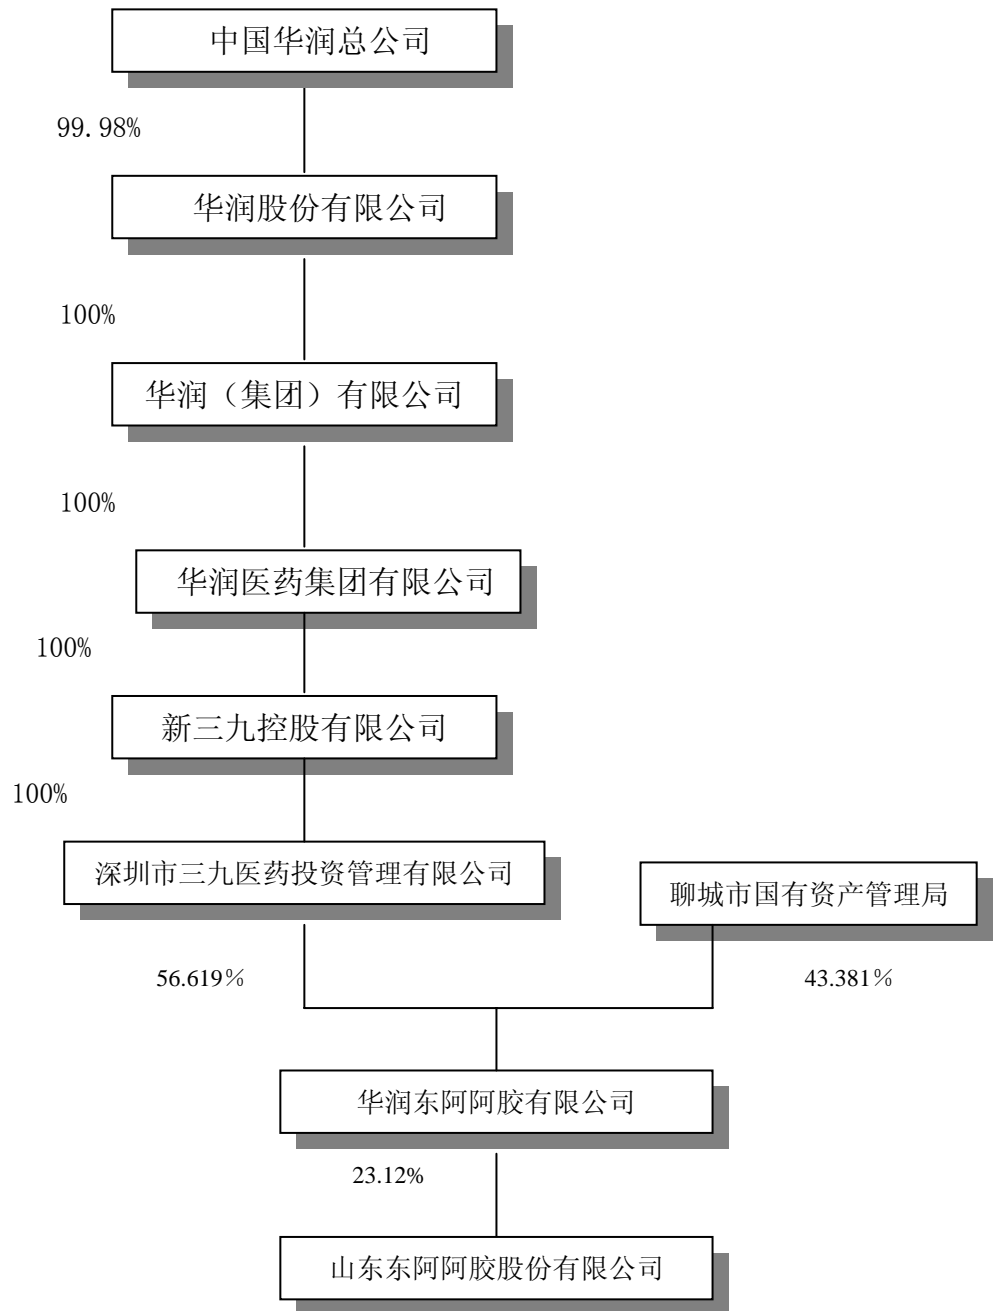 中国华润总公司
99.98%
华润股份有限公司
100%
华润（集团）有限公司
100%
华润医药集团有限公司
100%
新三九控股有限公司
100%
深圳市三九医药投资管理有限公司
聊城市国有资产管理局
56.619％
43.381％
华润东阿阿胶有限公司
23.12%
山东东阿阿胶股份有限公司